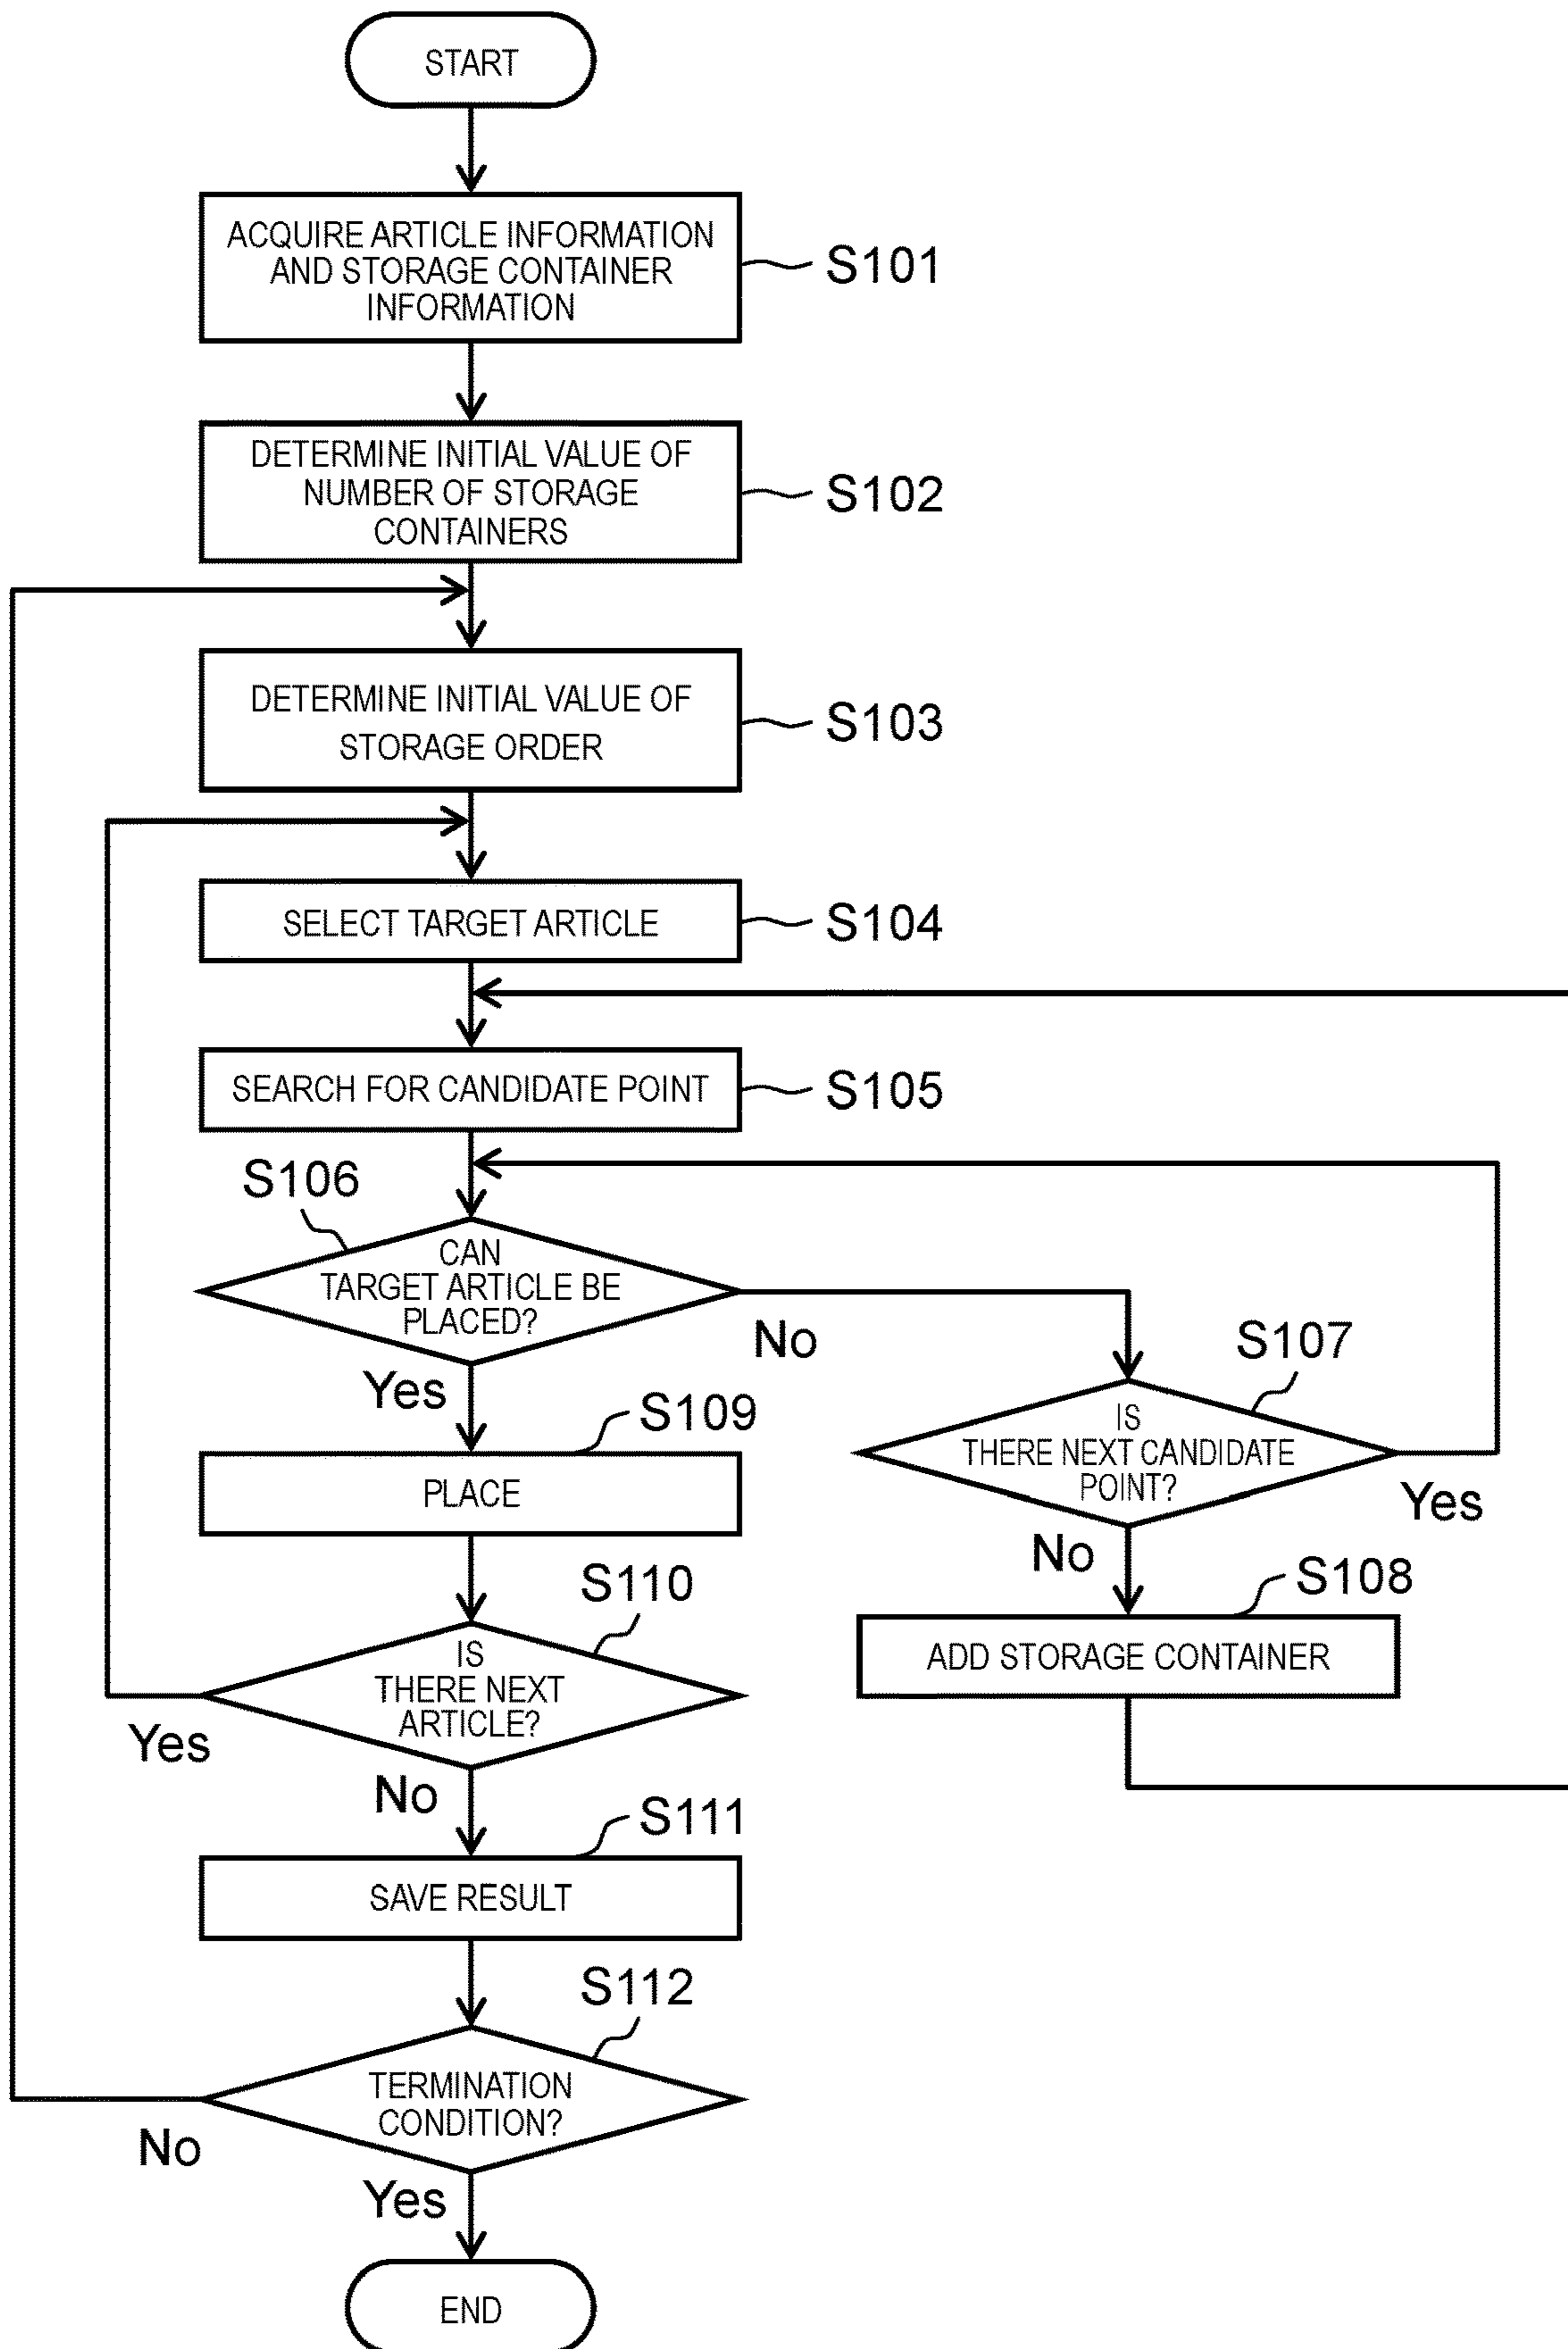 START
ACQUIRE ARTICLE INFORMATION
AND STORAGE CONTAINER
INFORMATION
S101
DETERMINE INITIAL VALUE OF
NUMBER OF STORAGE
CONTAINERS
S102
DETERMINE INITIAL VALUE OF
STORAGE ORDER
S103
SELECT TARGET ARTICLE
S104
SEARCH FOR CANDIDATE POINT
S105
S106
CAN
TARGET ARTICLE BE
PLACED?
No
Yes
S107
IS
THERE NEXT CANDIDATE
POINT?
Yes
No
S108
ADD STORAGE CONTAINER
S109
PLACE
S110
IS
THERE NEXT
ARTICLE?
Yes
No
S111
SAVE RESULT
S112
TERMINATION
CONDITION?
No
Yes
END